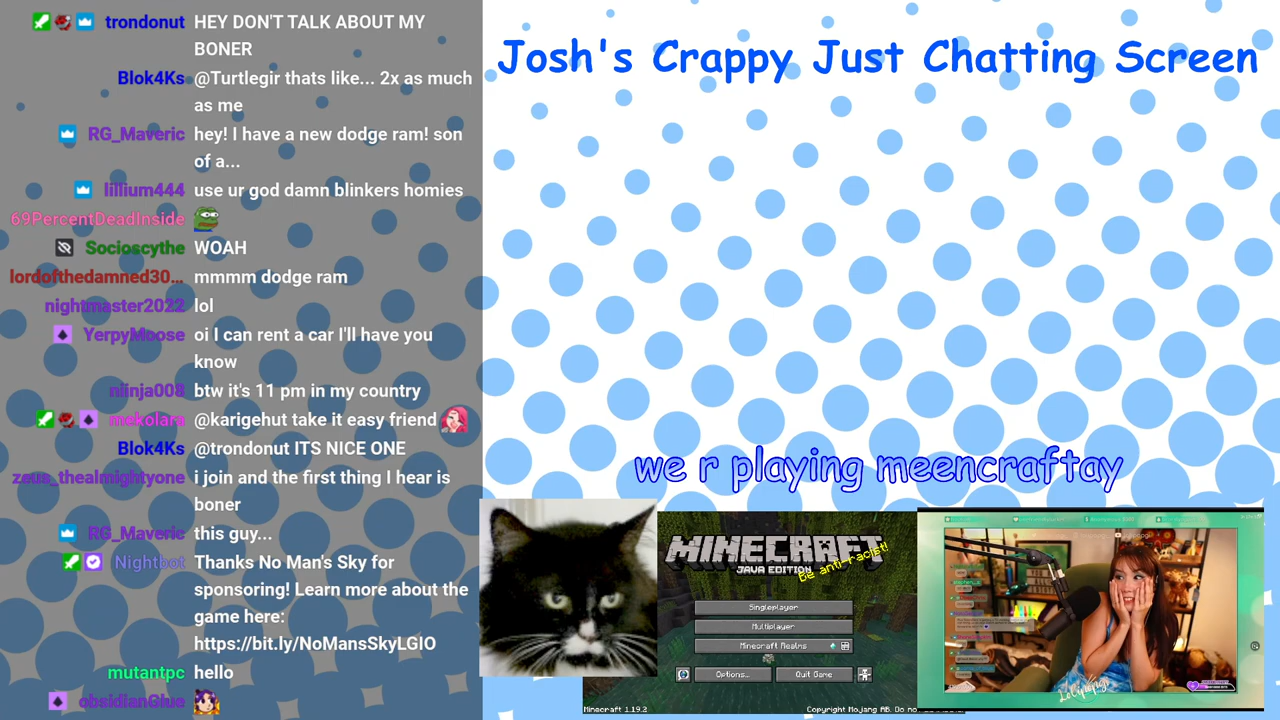 trondonut HEY DON'T TALK ABOUT MY
BONER
Blok4Ks @Turtlegir thats like... 2x as much
as me
RG_Maveric hey! I have a new dodge ram! son
of a...
lillium444 use ur god damn blinkers homies
69PercentDeadInside
Socioscythe WOAH
lordofthedamned30... mmmm dodge ram
nightmaster2022 lol
YerpyMoose oi I can rent a car I'll have you
know
niinja008 btw it's 11 pm in my country
mekolars @karigehut take it easy friend
Blok4Ks @trondonut ITS NICE ONE
zeus_thealmightyone i join and the first thing I hear is
boner
RG_Maveric this guy...
Nightbot Thanks No Man's Sky for
sponsoring! Learn more about the
game here:
https://bit.ly/NoMansSkyLGIO
mutantpc hello
obsidianGlue
Josh's Crappy Just Chatting Screen
we r playing meencraftay
MINECRAFT
JAVA EDITION
Be anti-racist!
Singleplayer
Multiplayer
Minecraft Realms
Options... Quit Game
Minecraft 1.19.2 Copyright Mojang AB. Do no